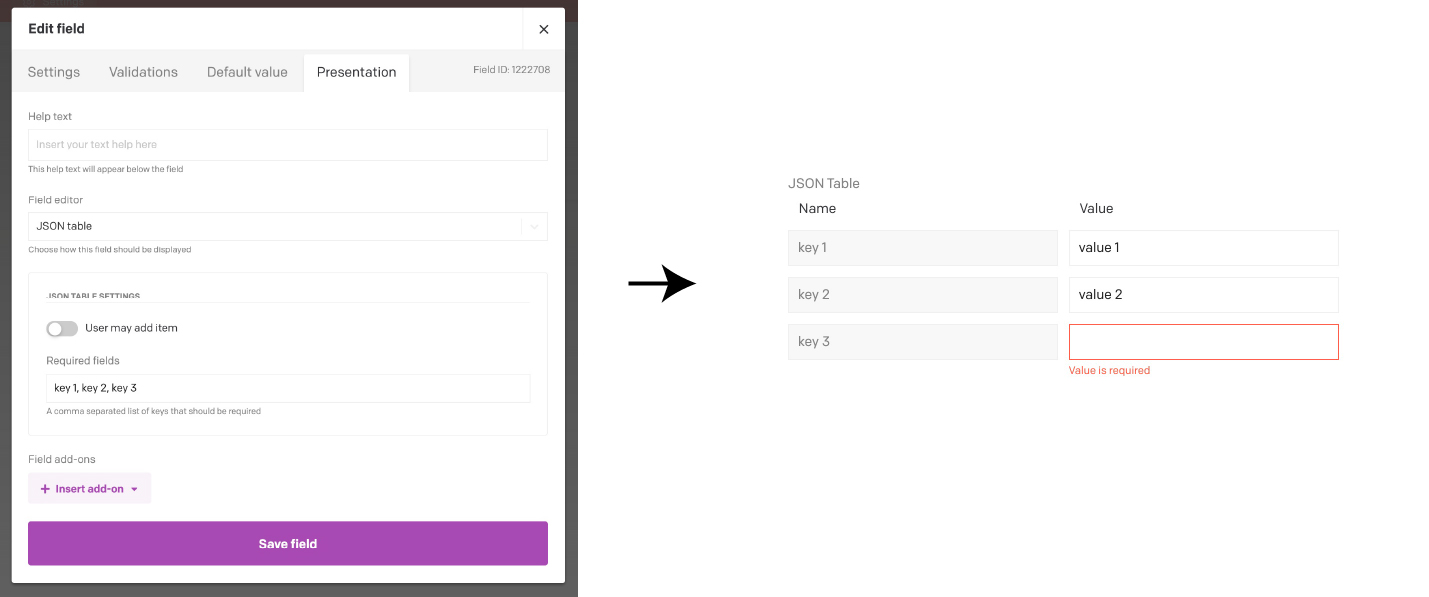 Edit field
Settings Validations Default value Presentation Field ID: 1222708
Help text
Insert your text help here
This help text will appear below the field
Field editor
JSON table
Choose how this field should be displayed
JSON TABLE SETTINGS
User may add item
Required fields
key 1, key 2, key 3
A comma separated list of keys that should be required
Field add-ons
+ Insert add-on
Save field
JSON Table
Name Value
key 1 value 1
key 2 value 2
key 3
Value is required